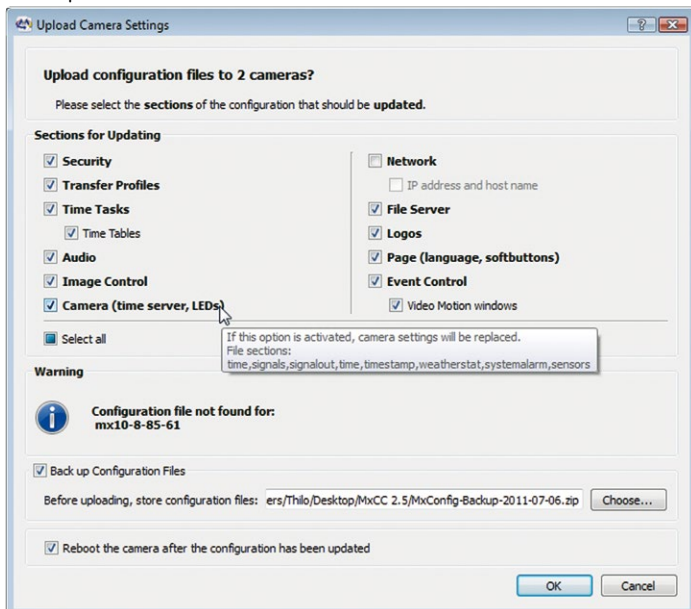 Upload Camera Settings
Upload configuration files to 2 cameras?
Please select the sections of the configuration that should be updated.
Sections for Updating
Security
Transfer Profiles
Time Tasks
Time Tables
Audio
Image Control
Camera (time server, LEDs)
Network
IP address and host name
File Server
Logos
Page (language, softbuttons)
Event Control
Video Motion windows
Select all
If this option is activated, camera settings will be replaced.
File sections:
time,signals,signalout,time,timestamp,weatherstat,systemalarm,sensors
Warning
Configuration file not found for:
mx10-8-85-61
Back up Configuration Files
Before uploading, store configuration files: ers/Thilo/Desktop/MxCC 2.5/MxConfig-Backup-2011-07-06.zip Choose...
Reboot the camera after the configuration has been updated
OK Cancel